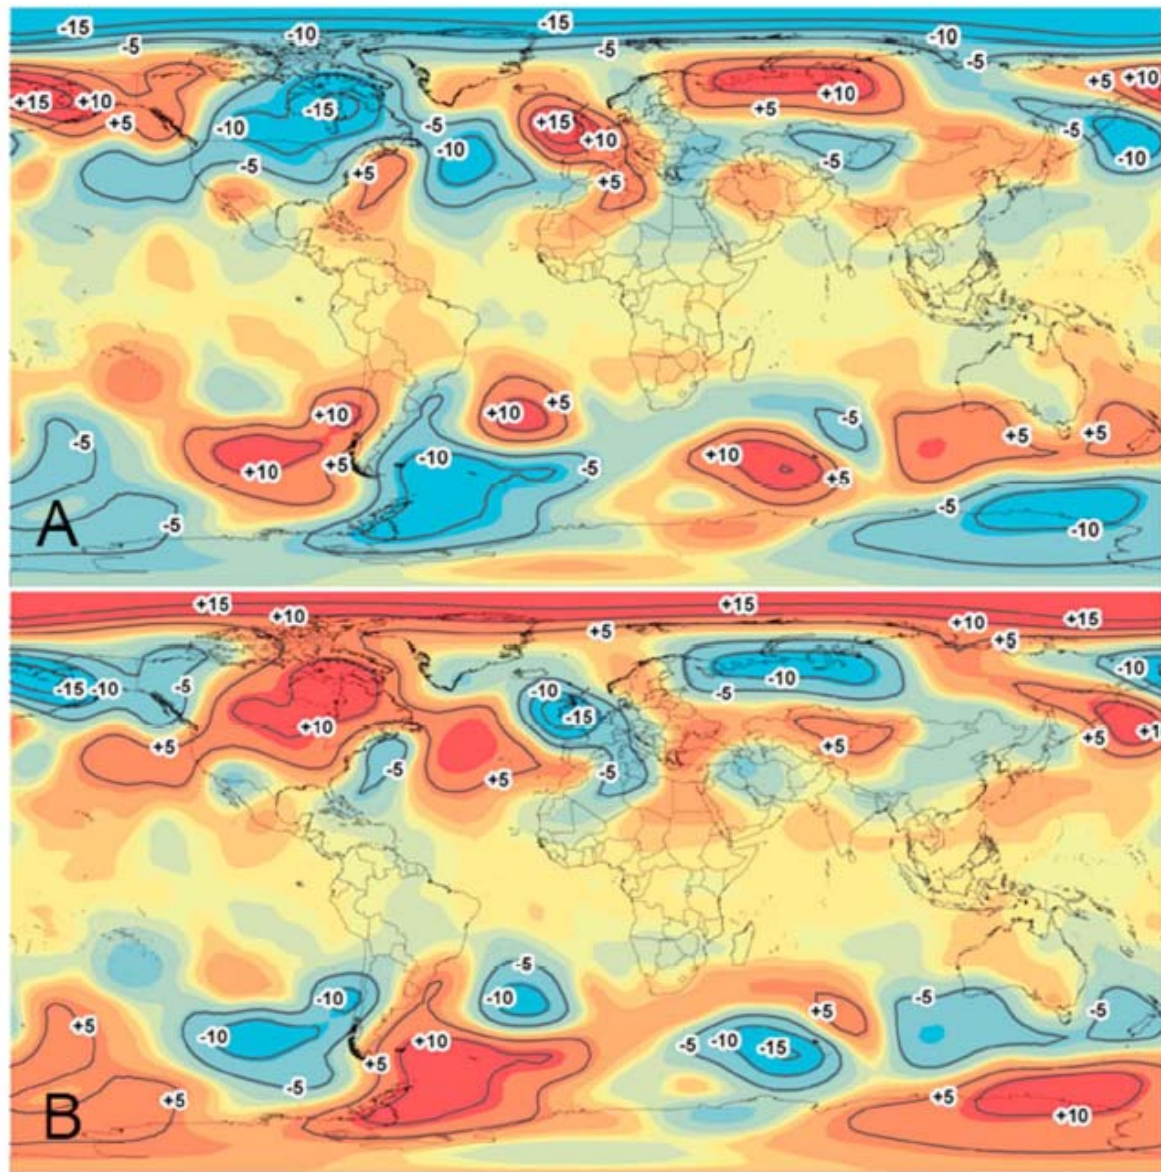 -15 -10 -15 -10
-5 -5 -5
+15 +10 +5 -10 -15 -5 -10 +15 +10 +5 +10 -5 +5 +10 -5 -10
-5 +5 +5
-5 +10 +10 +5 -5
+10 +5 -10 -5 +10 +5 +5 +5
A -5 -5 -10
+15 +10 +15 +10 +15
+5 +5
-15 -10 -5 +10 -10 -15 -5 -10 -10
+5 -5 +5 -5 +5 +5 +1
-5 -5
+5 -10 -10 +5 -5 -5
-10 -5 +5 +10 -5 -10 -15
B +5 +5 +10